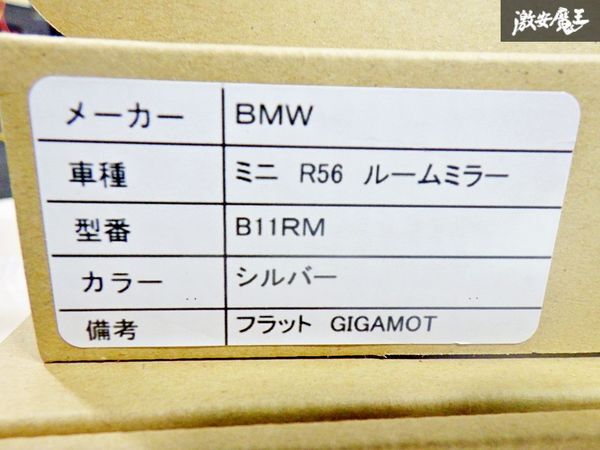 激安魔王
メーカー BMW
車種 ミニ R56 ルームミラー
型番 B11RM
カラー シルバー
備考 フラット GIGAMOT